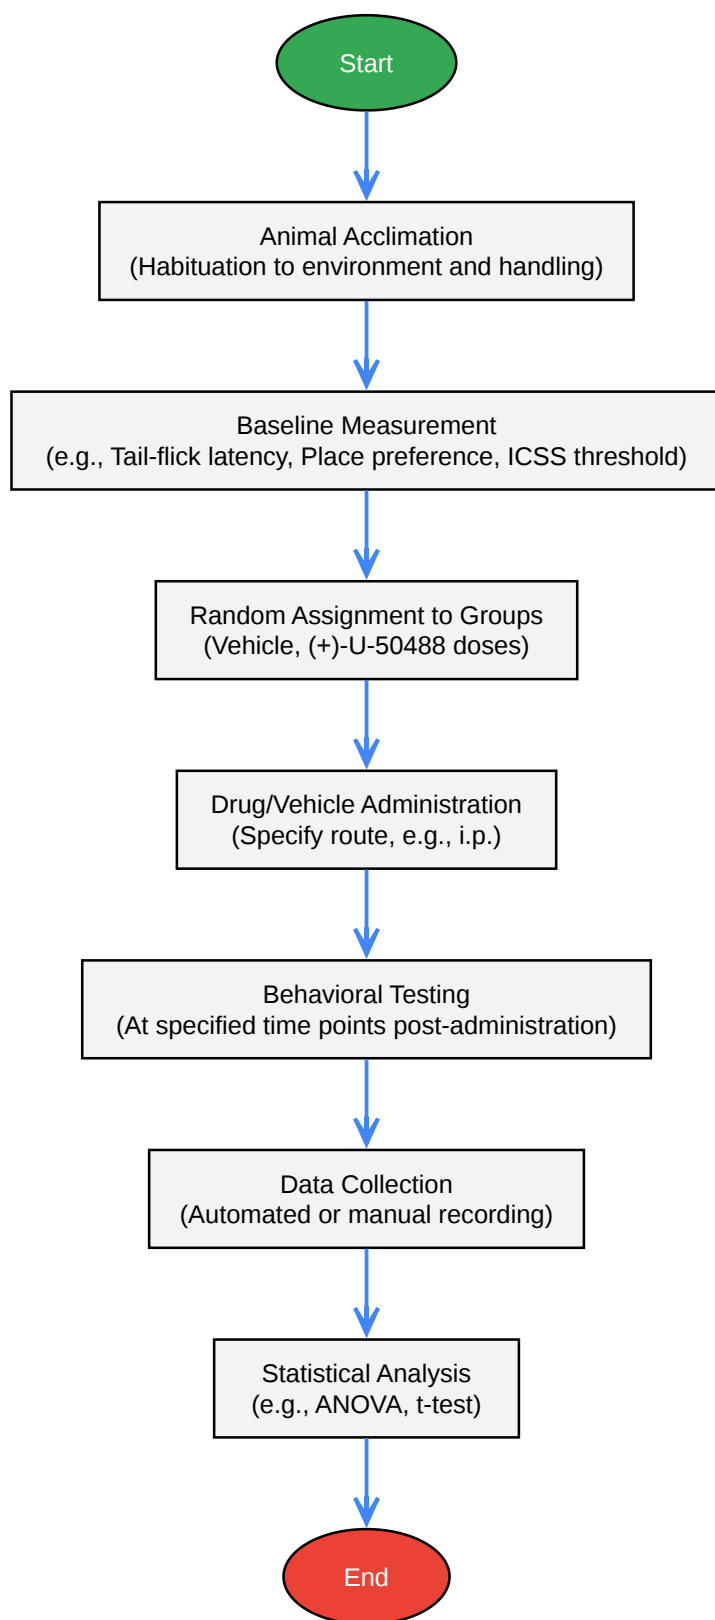 Start
Animal Acclimation
(Habituation to environment and handling)
Baseline Measurement
(e.g., Tail-flick latency, Place preference, ICSS threshold)
Random Assignment to Groups
(Vehicle, (+)-U-50488 doses)
Drug/Vehicle Administration
(Specify route, e.g., i.p.)
Behavioral Testing
(At specified time points post-administration)
Data Collection
(Automated or manual recording)
Statistical Analysis
(e.g., ANOVA, t-test)
End